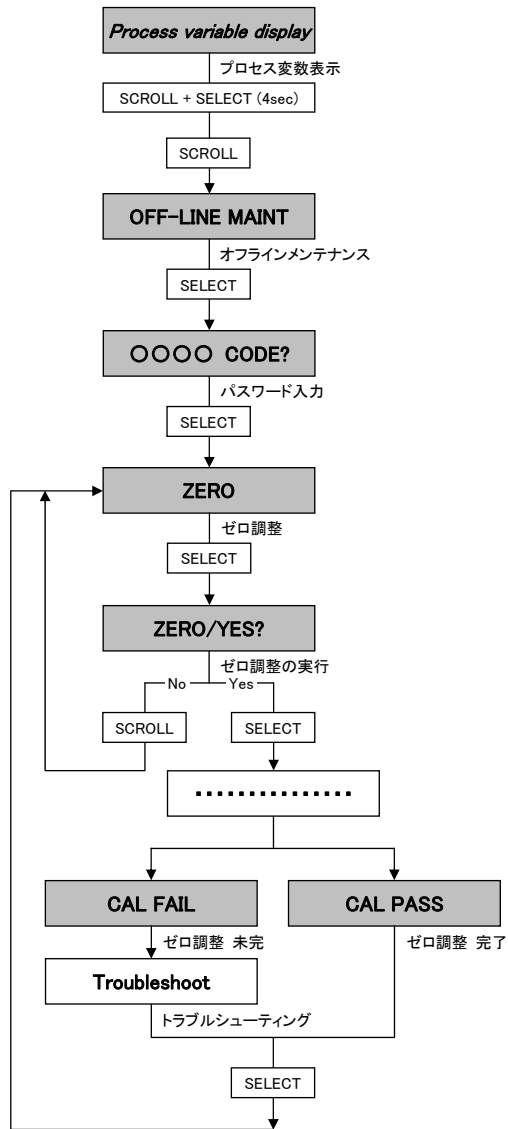 Process variable display
プロセス変数表示
SCROLL + SELECT (4sec)
SCROLL
OFF-LINE MAINT
オフラインメンテナンス
SELECT
○○○○ CODE?
パスワード入力
SELECT
ZERO
ゼロ調整
SELECT
ZERO/YES?
ゼロ調整の実行
No Yes
SCROLL SELECT
･･･････････････
CAL FAIL CAL PASS
ゼロ調整 未完 ゼロ調整 完了
Troubleshoot
トラブルシューティング
SELECT